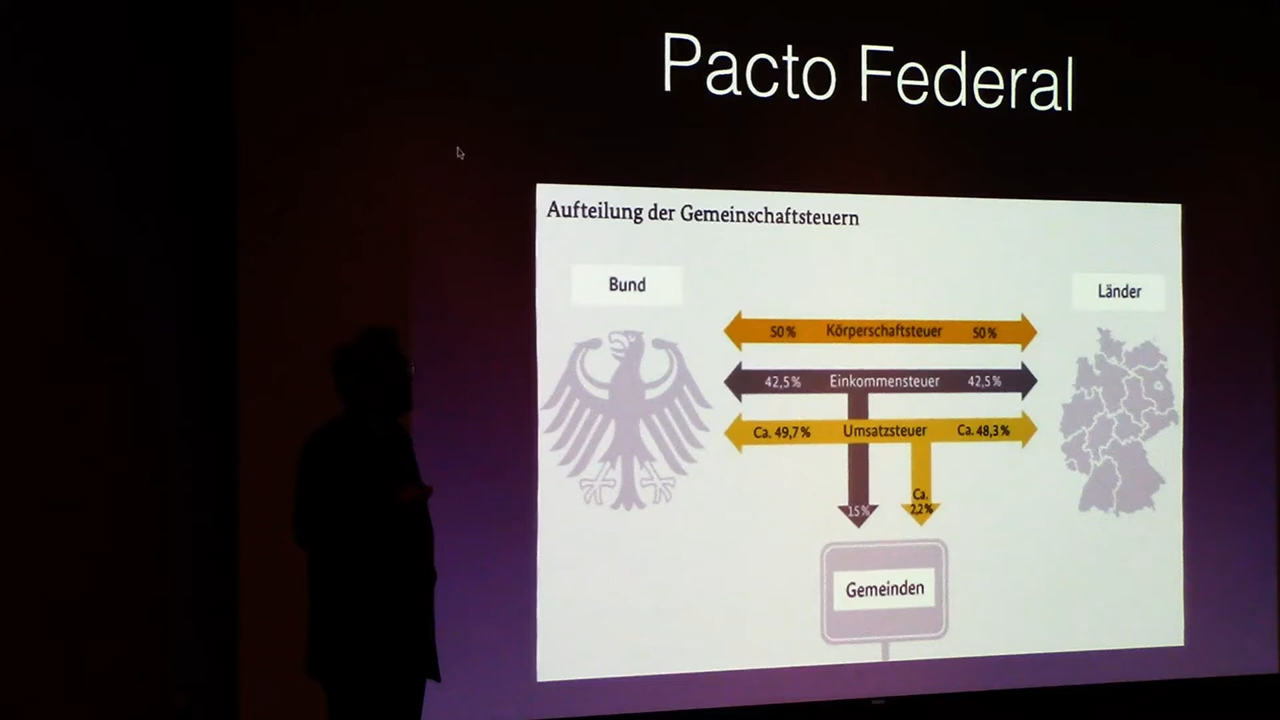 Pacto Federal
Aufteilung der Gemeinschaftsteuern
Bund
Länder
50% Körperschaftsteuer 50%
42,5% Einkommensteuer 42,5%
Ca. 49,7% Umsatzsteuer Ca. 48,3%
Ca.
15% 2,2%
Gemeinden